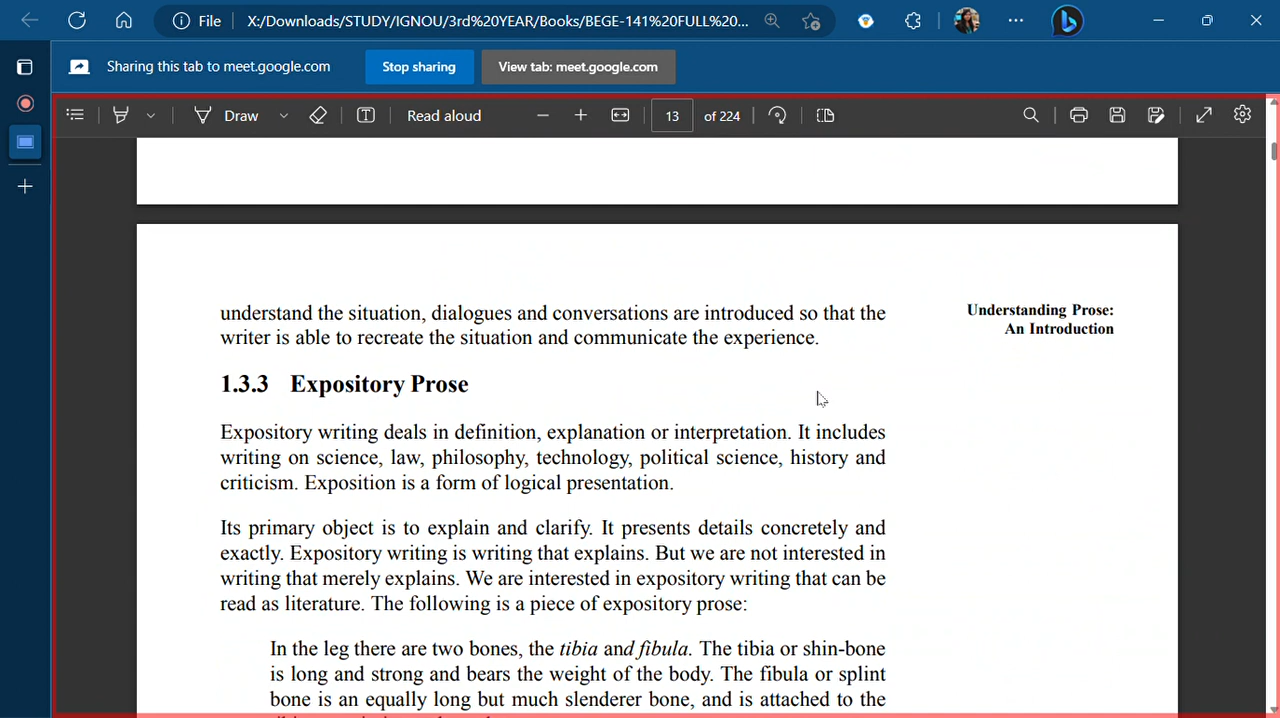 File
X:/Downloads/STUDY/IGNOU/3rd%20YEAR/Books/BEGE-141%20FULL%20...
Sharing this tab to meet.google.com
Stop sharing
View tab: meet.google.com
Draw
Read aloud
13
of 224
understand the situation, dialogues and conversations are introduced so that the
writer is able to recreate the situation and communicate the experience.
Understanding Prose:
An Introduction
1.3.3 Expository Prose
Expository writing deals in definition, explanation or interpretation. It includes
writing on science, law, philosophy, technology, political science, history and
criticism. Exposition is a form of logical presentation.
Its primary object is to explain and clarify. It presents details concretely and
exactly. Expository writing is writing that explains. But we are not interested in
writing that merely explains. We are interested in expository writing that can be
read as literature. The following is a piece of expository prose:
In the leg there are two bones, the tibia and fibula. The tibia or shin-bone
is long and strong and bears the weight of the body. The fibula or splint
bone is an equally long but much slenderer bone, and is attached to the